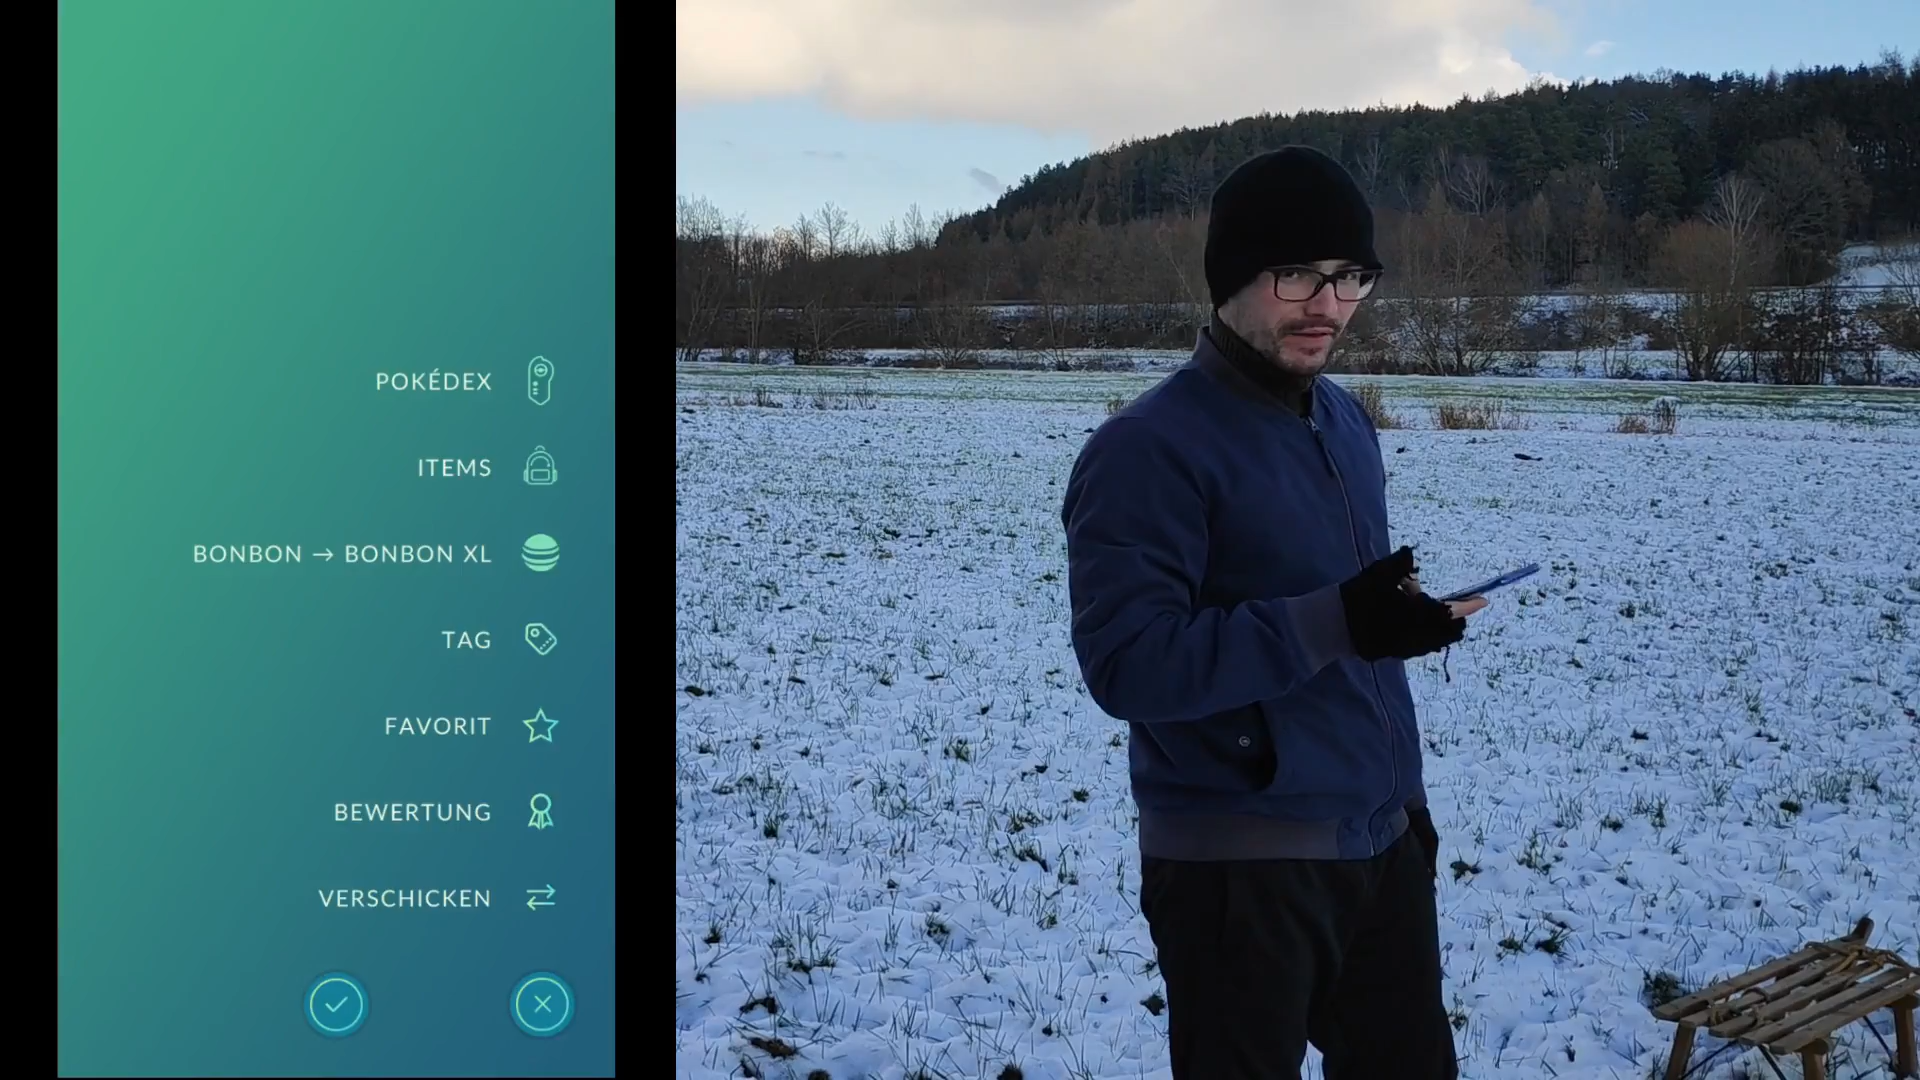 POKÉDEX
ITEMS
BONBON → BONBON XL
TAG
FAVORIT
BEWERTUNG
VERSCHICKEN